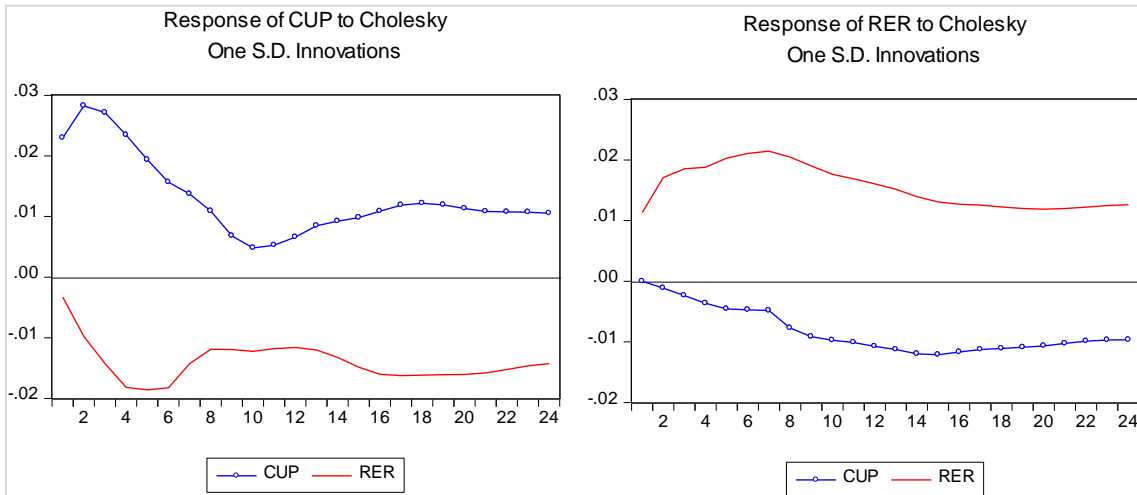 Response of CUP to Cholesky
One S.D. Innovations
.03
.02
.01
.00
-.01
-.02
2 4 6 8 10 12 14 16 18 20 22 24
CUP RER
Response of RER to Cholesky
One S.D. Innovations
.03
.02
.01
.00
-.01
-.02
2 4 6 8 10 12 14 16 18 20 22 24
CUP RER